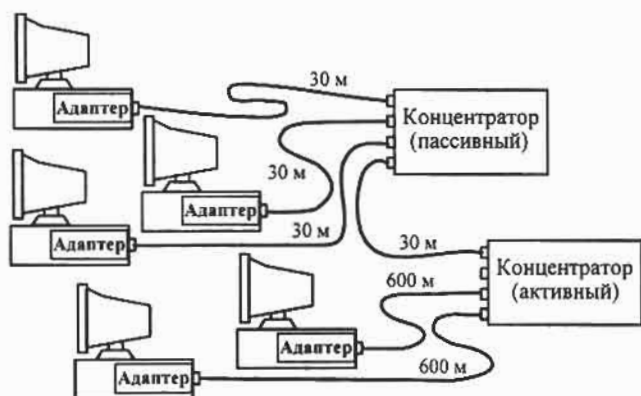 30 м
Адаптер
Концентратор
(пассивный)
30 м
Адаптер
30 м
Адаптер
30 м
Концентратор
(активный)
600 м
Адаптер
600 м
Адаптер